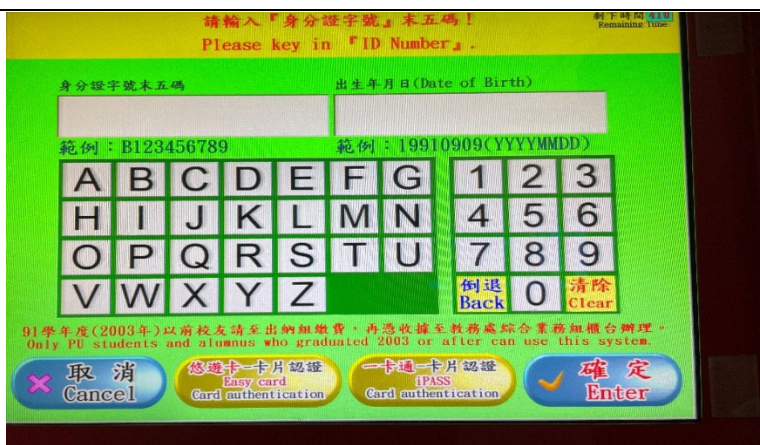 請輸入『身分證字號』末五碼！
Please key in 『ID Number』.
剩下時間 410
Remaining Time
身分證字號末五碼
出生年月日(Date of Birth)
範例：B123456789
範例：19910909(YYYYMMDD)
A B C D E F G 1 2 3
H I J K L M N 4 5 6
O P Q R S T U 7 8 9
V W X Y Z 倒退 Back 0 清除 Clear
91學年度(2003年)以前校友請至出納組繳費，再憑收據至教務處綜合業務組櫃台辦理。
Only PU students and alumnus who graduated 2003 or after can use this system.
取 消
Cancel
悠遊卡-卡片認證
Easy card
Card authentication
一卡通-卡片認證
iPASS
Card authentication
確 定
Enter